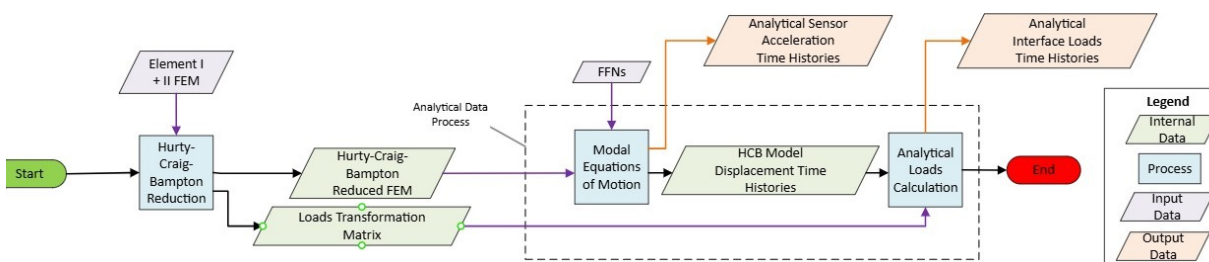 Start
Element I
+ II FEM
Hurty-
Craig-
Bampton
Reduction
Hurty-Craig-
Bampton
Reduced FEM
Loads Transformation
Matrix
Analytical Data
Process
FFNs
Modal
Equations
of Motion
Analytical Sensor
Acceleration
Time Histories
HCB Model
Displacement Time
Histories
Analytical
Loads
Calculation
Analytical
Interface Loads
Time Histories
End
Legend
Internal
Data
Process
Input
Data
Output
Data